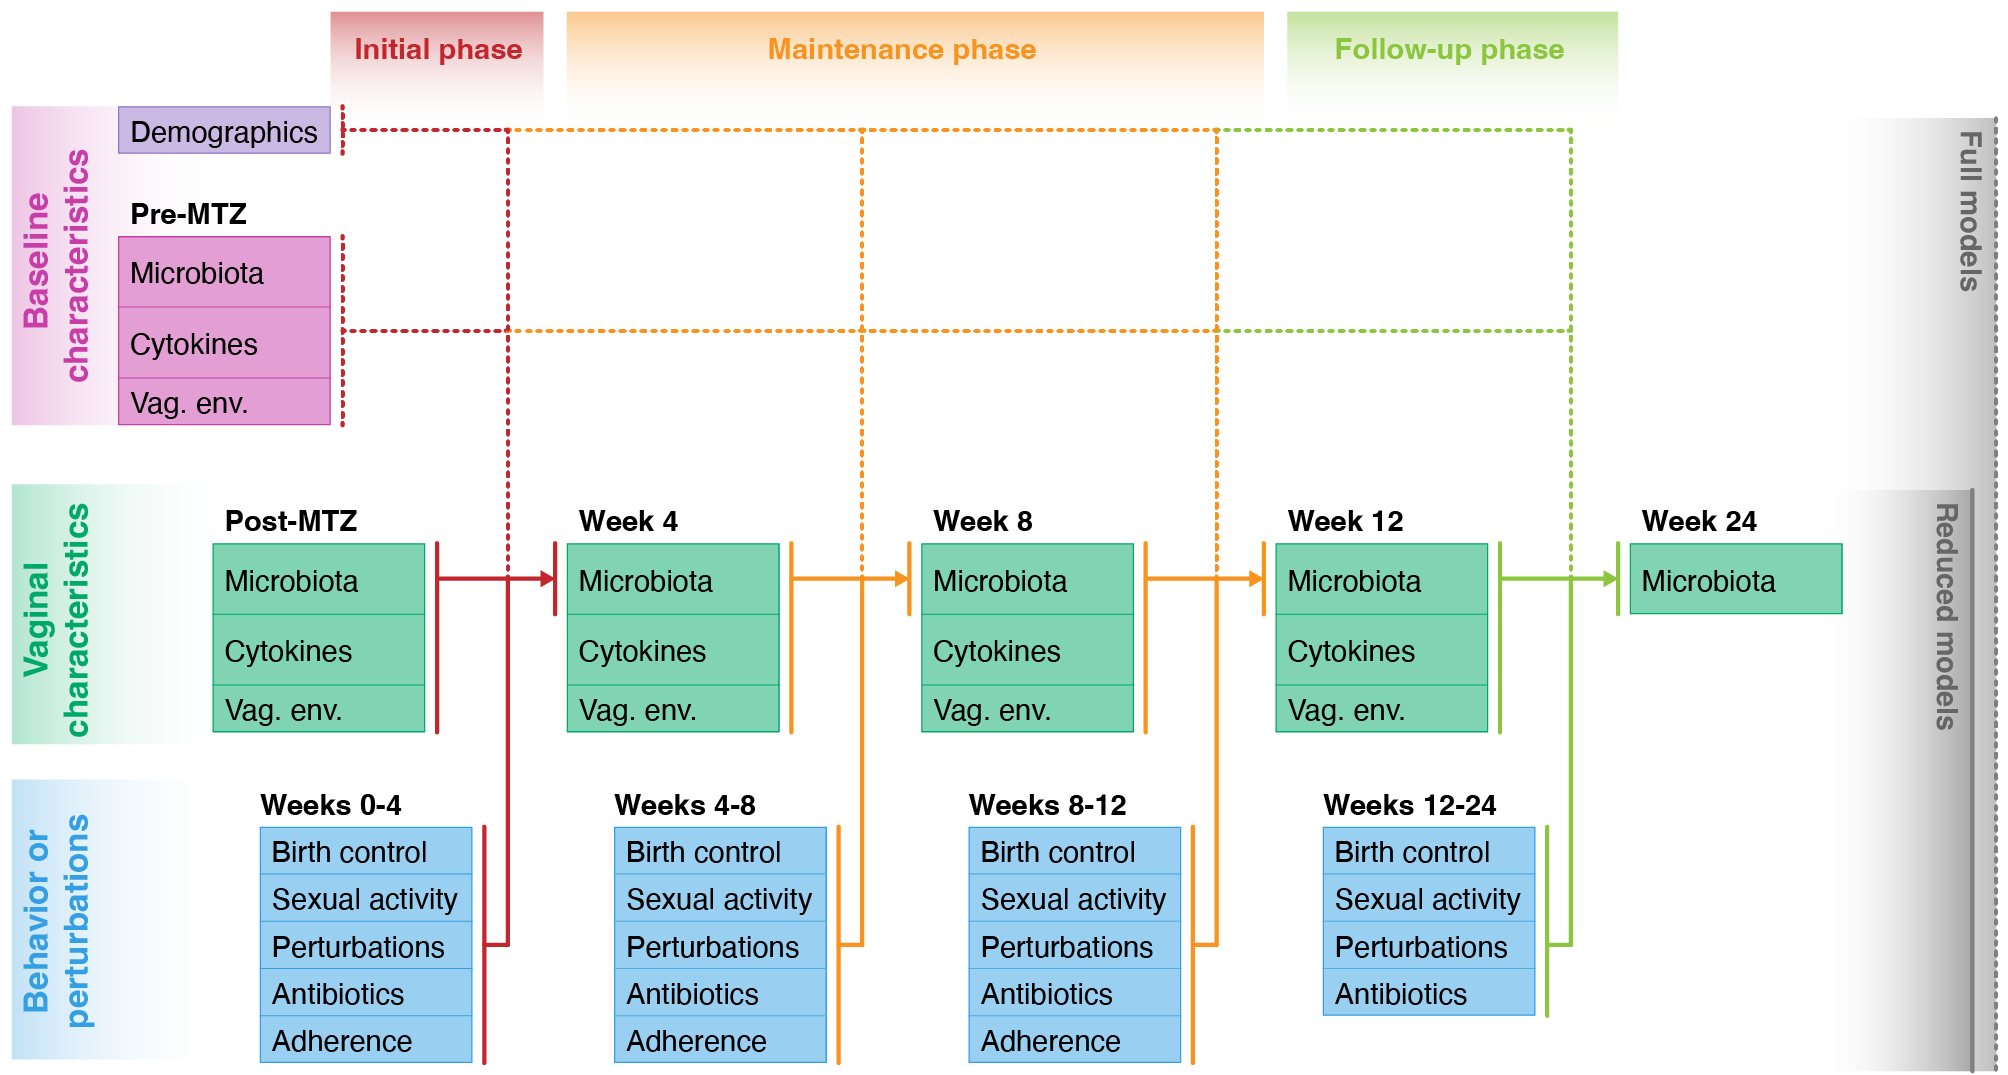 Initial phase
Maintenance phase
Follow-up phase
Baseline
characteristics
Demographics
Pre-MTZ
Microbiota
Cytokines
Vag. env.
Full models
Vaginal
characteristics
Post-MTZ
Microbiota
Cytokines
Vag. env.
Week 4
Microbiota
Cytokines
Vag. env.
Week 8
Microbiota
Cytokines
Vag. env.
Week 12
Microbiota
Cytokines
Vag. env.
Week 24
Microbiota
Reduced models
Behavior or
perturbations
Weeks 0-4
Birth control
Sexual activity
Perturbations
Antibiotics
Adherence
Weeks 4-8
Birth control
Sexual activity
Perturbations
Antibiotics
Adherence
Weeks 8-12
Birth control
Sexual activity
Perturbations
Antibiotics
Adherence
Weeks 12-24
Birth control
Sexual activity
Perturbations
Antibiotics